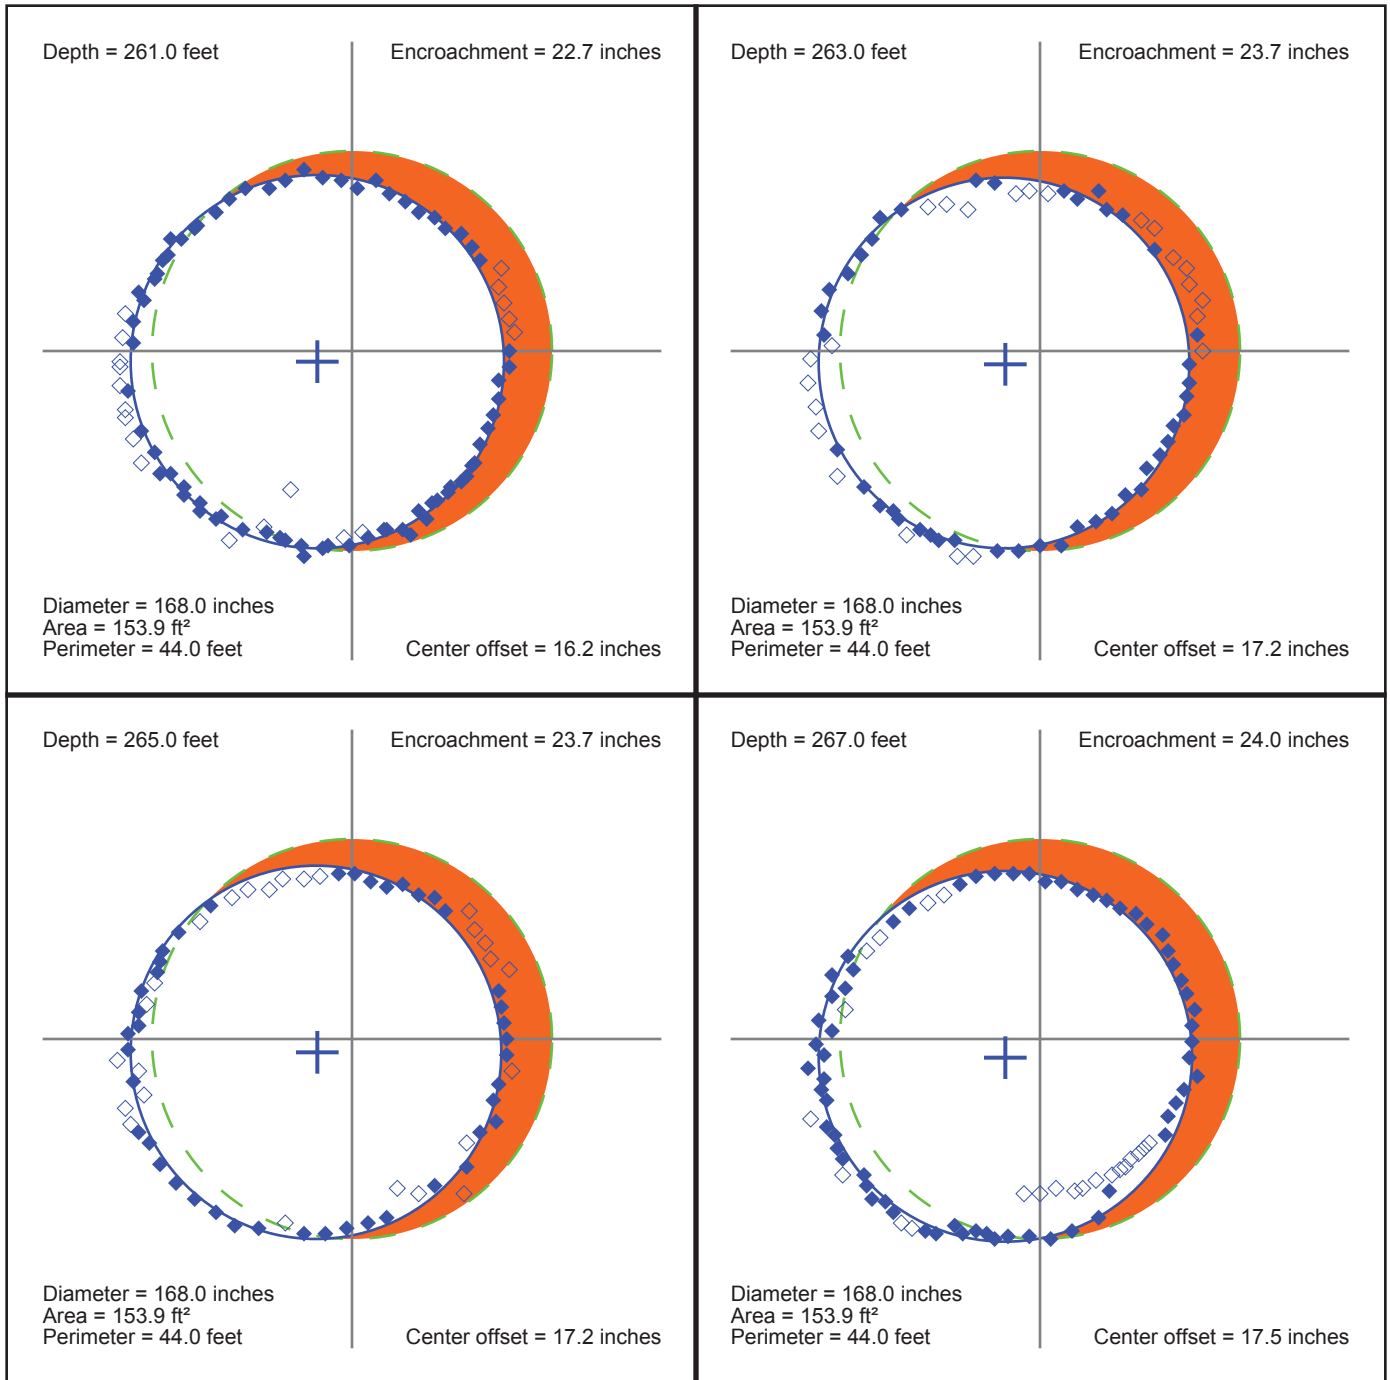 Depth = 261.0 feet
Encroachment = 22.7 inches
Diameter = 168.0 inches
Area = 153.9 ft²
Perimeter = 44.0 feet
Center offset = 16.2 inches
Depth = 263.0 feet
Encroachment = 23.7 inches
Diameter = 168.0 inches
Area = 153.9 ft²
Perimeter = 44.0 feet
Center offset = 17.2 inches
Depth = 265.0 feet
Encroachment = 23.7 inches
Diameter = 168.0 inches
Area = 153.9 ft²
Perimeter = 44.0 feet
Center offset = 17.2 inches
Depth = 267.0 feet
Encroachment = 24.0 inches
Diameter = 168.0 inches
Area = 153.9 ft²
Perimeter = 44.0 feet
Center offset = 17.5 inches